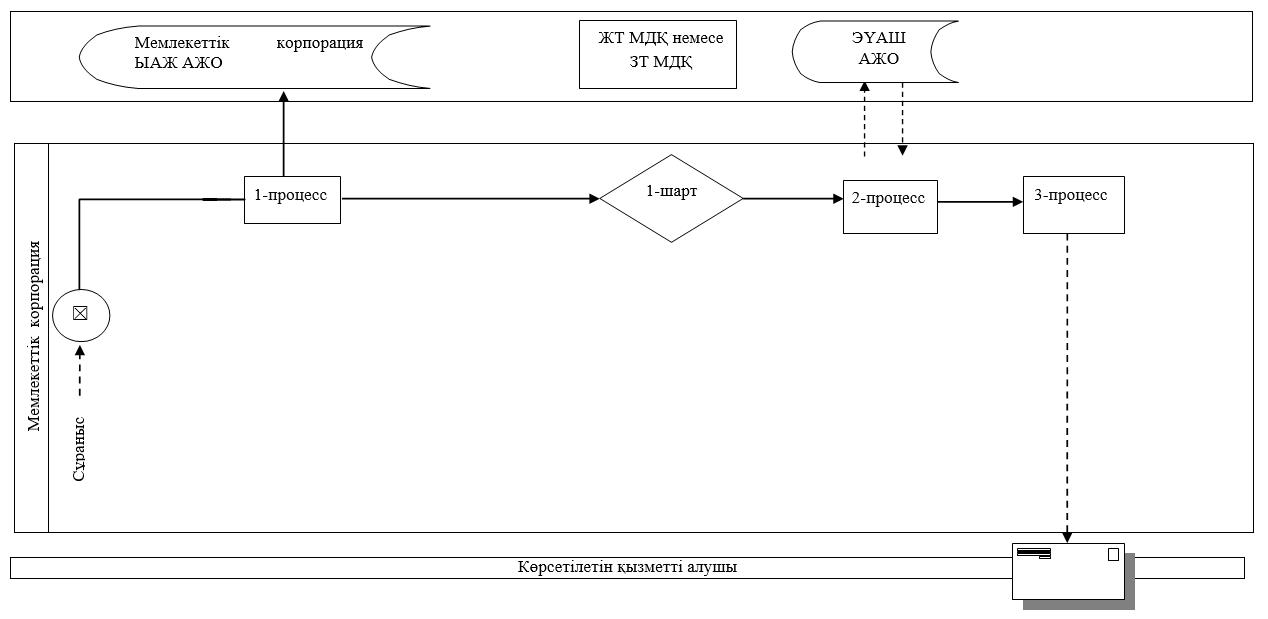 Мемлекеттік корпорация
ЫАЖ АЖО
ЖТ МДҚ немесе
ЗТ МДҚ
ЭҮАШ
АЖО
Мемлекеттік корпорация
1-процесс
1-шарт
2-процесс
3-процесс
Сұраныс
Көрсетілетін қызметті алушы